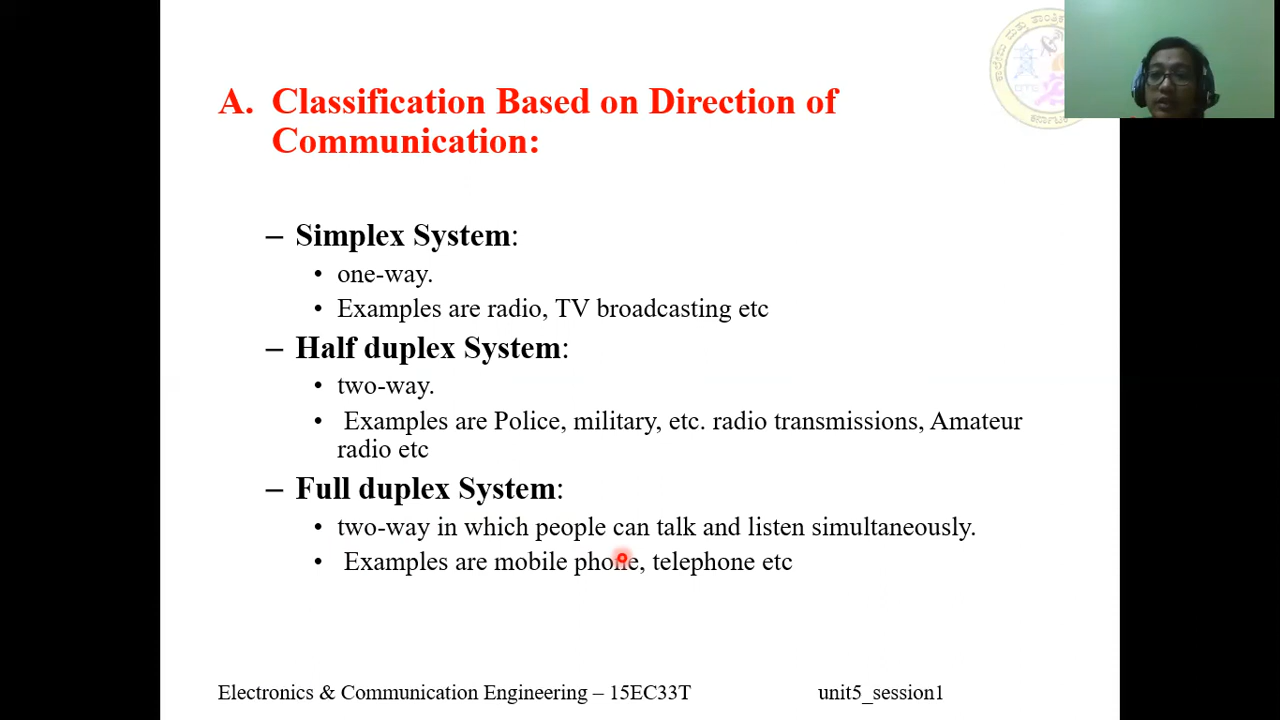 A. Classification Based on Direction of
Communication:
– Simplex System:
• one-way.
• Examples are radio, TV broadcasting etc
– Half duplex System:
• two-way.
• Examples are Police, military, etc. radio transmissions, Amateur
radio etc
– Full duplex System:
• two-way in which people can talk and listen simultaneously.
• Examples are mobile phone, telephone etc
Electronics & Communication Engineering – 15EC33T unit5_session1